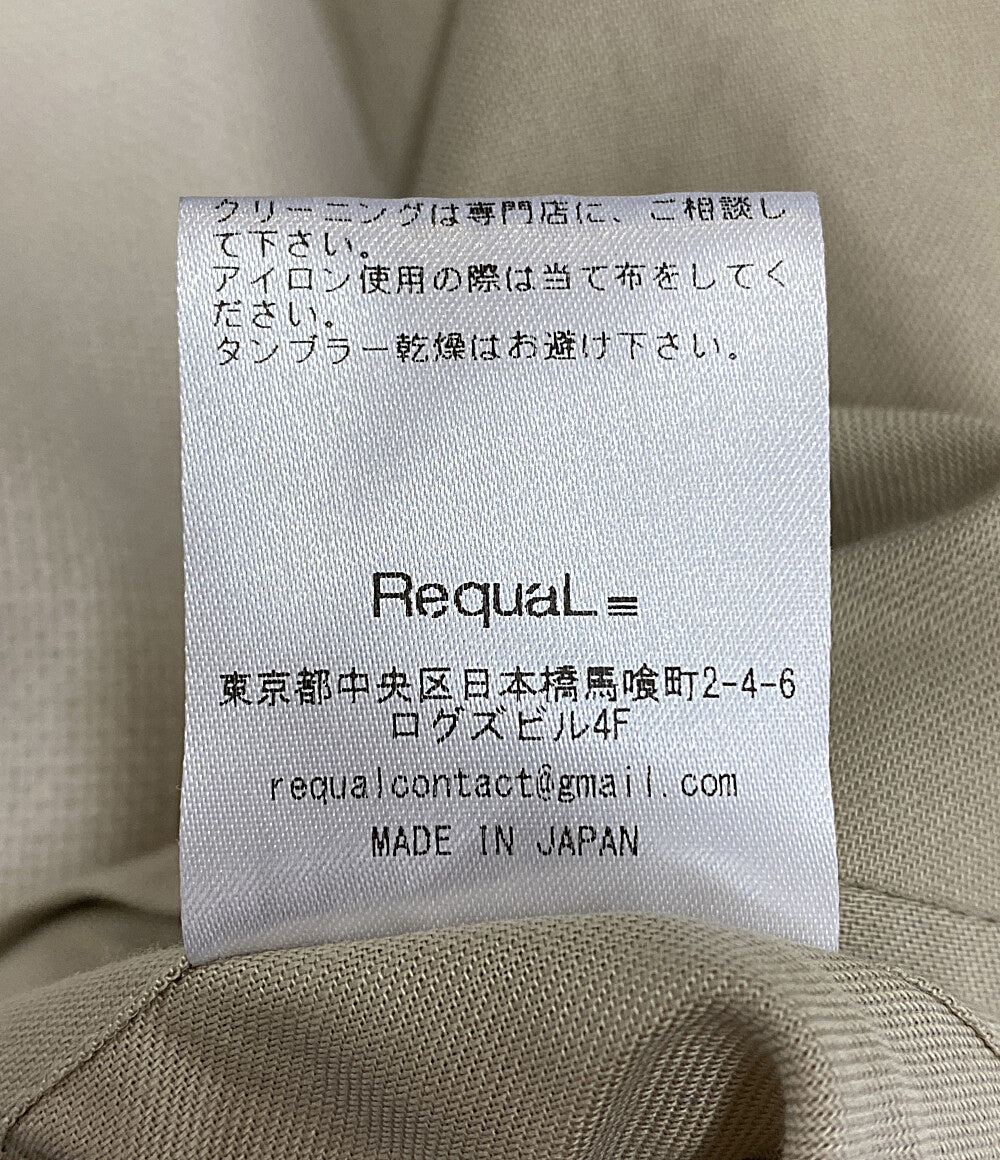 クリーニングは専門店に、ご相談し
て下さい。
アイロン使用の際は当て布をしてく
ださい。
タンブラー乾燥はお避け下さい。
RequaL≡
東京都中央区日本橋馬喰町2-4-6
ログズビル4F
requalcontact@gmail.com
MADE IN JAPAN